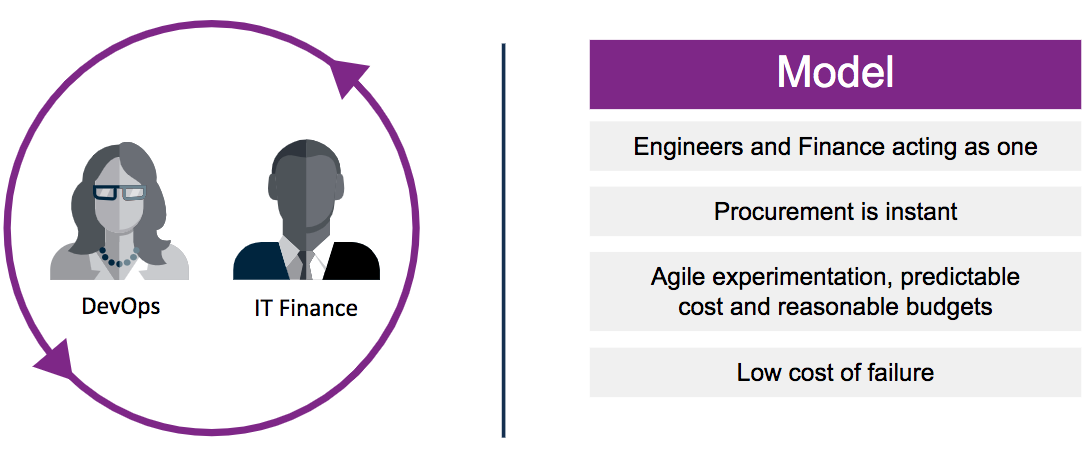 DevOps
IT Finance
Model
Engineers and Finance acting as one
Procurement is instant
Agile experimentation, predictable
cost and reasonable budgets
Low cost of failure